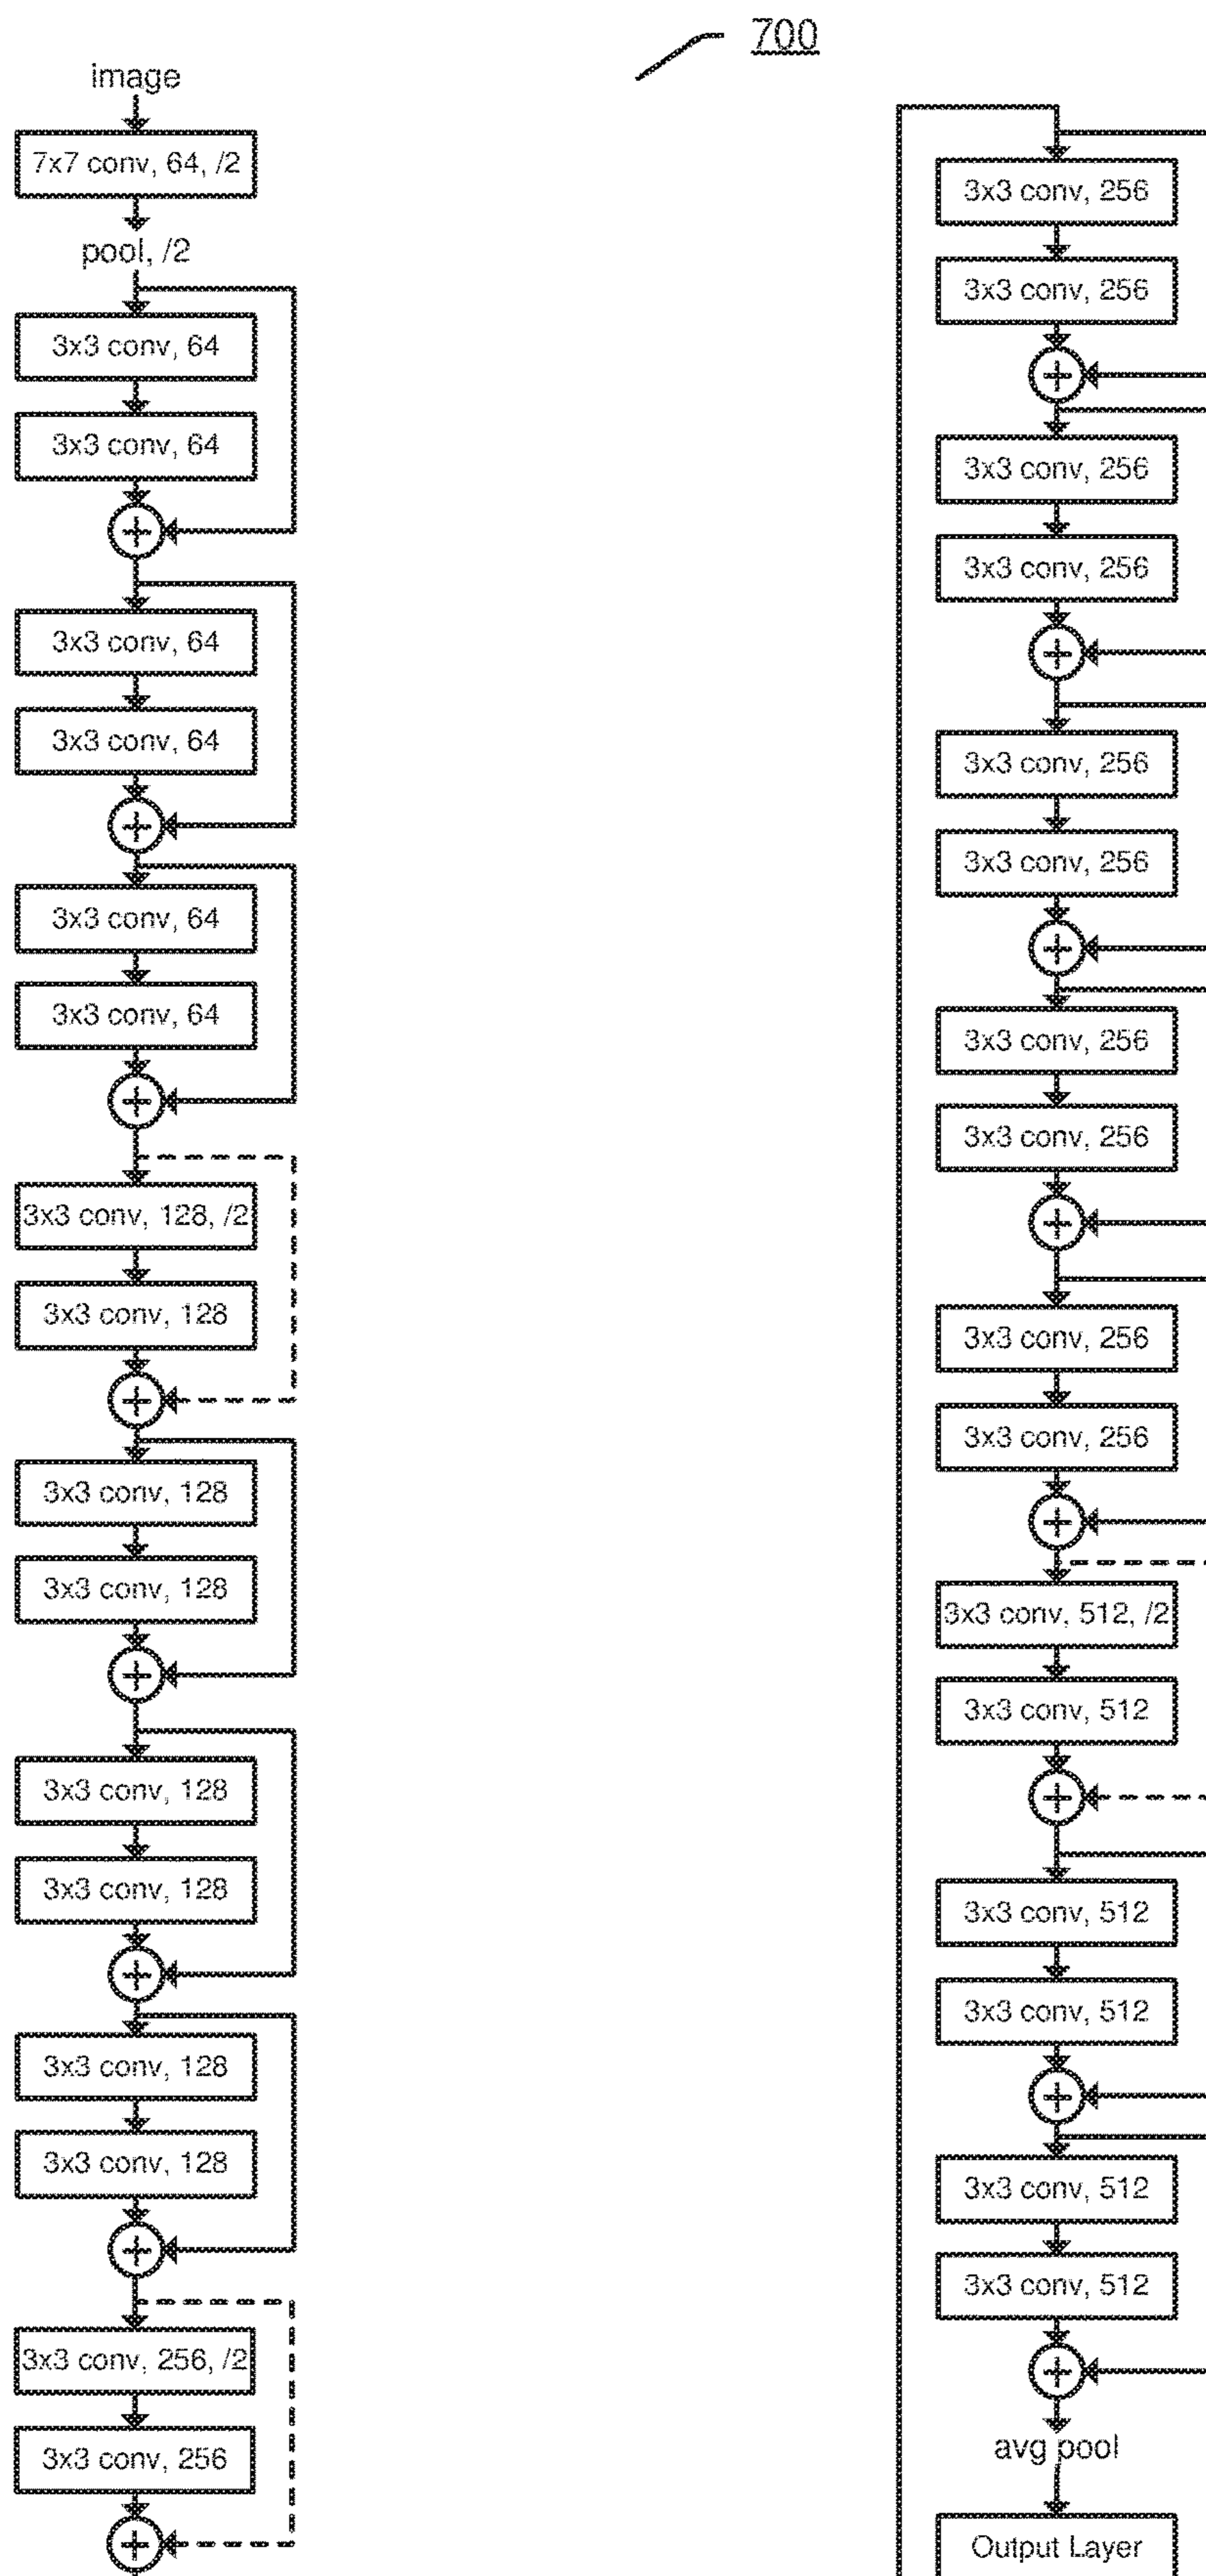 700
image
7x7 conv, 64, /2
pool, /2
3x3 conv, 64
3x3 conv, 64
3x3 conv, 64
3x3 conv, 64
3x3 conv, 64
3x3 conv, 64
3x3 conv, 128, /2
3x3 conv, 128
3x3 conv, 128
3x3 conv, 128
3x3 conv, 128
3x3 conv, 128
3x3 conv, 128
3x3 conv, 128
3x3 conv, 256, /2
3x3 conv, 256
3x3 conv, 256
3x3 conv, 256
3x3 conv, 256
3x3 conv, 256
3x3 conv, 256
3x3 conv, 256
3x3 conv, 256
3x3 conv, 256
3x3 conv, 256
3x3 conv, 256
3x3 conv, 512, /2
3x3 conv, 512
3x3 conv, 512
3x3 conv, 512
3x3 conv, 512
3x3 conv, 512
avg pool
Output Layer